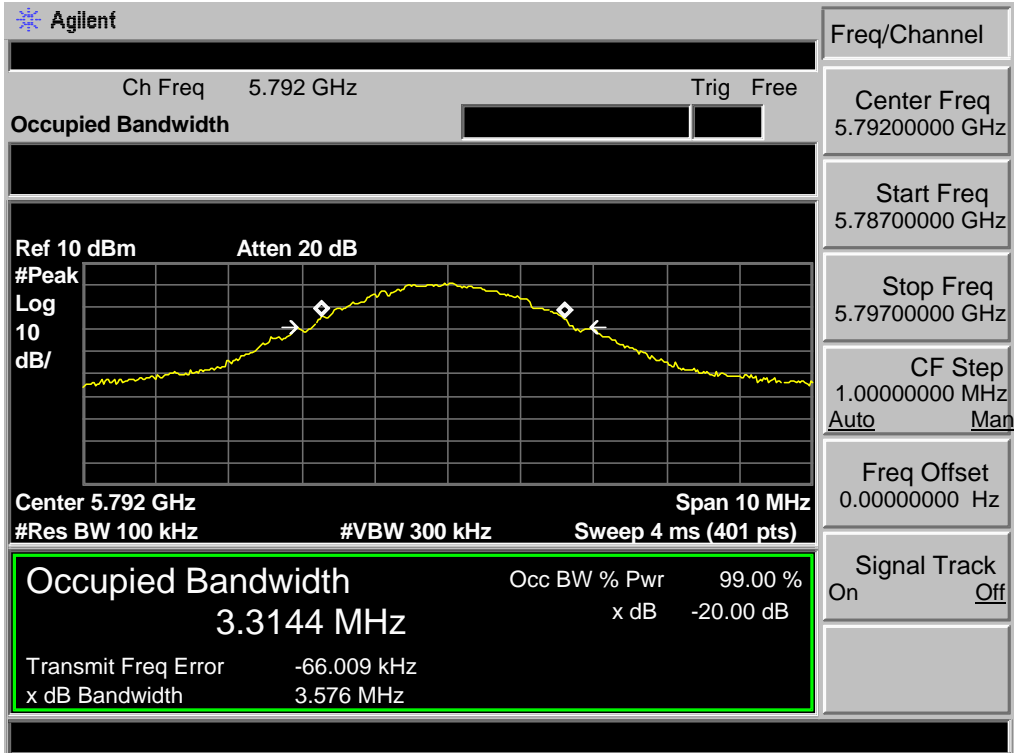 Agilent
Ch Freq 5.792 GHz Trig Free
Occupied Bandwidth
Ref 10 dBm Atten 20 dB
#Peak
Log
10
dB/
Center 5.792 GHz Span 10 MHz
#Res BW 100 kHz #VBW 300 kHz Sweep 4 ms (401 pts)
Occupied Bandwidth
3.3144 MHz
Occ BW % Pwr 99.00 %
x dB -20.00 dB
Transmit Freq Error -66.009 kHz
x dB Bandwidth 3.576 MHz
Freq/Channel
Center Freq
5.79200000 GHz
Start Freq
5.78700000 GHz
Stop Freq
5.79700000 GHz
CF Step
1.00000000 MHz
Auto Man
Freq Offset
0.00000000 Hz
Signal Track
On Off